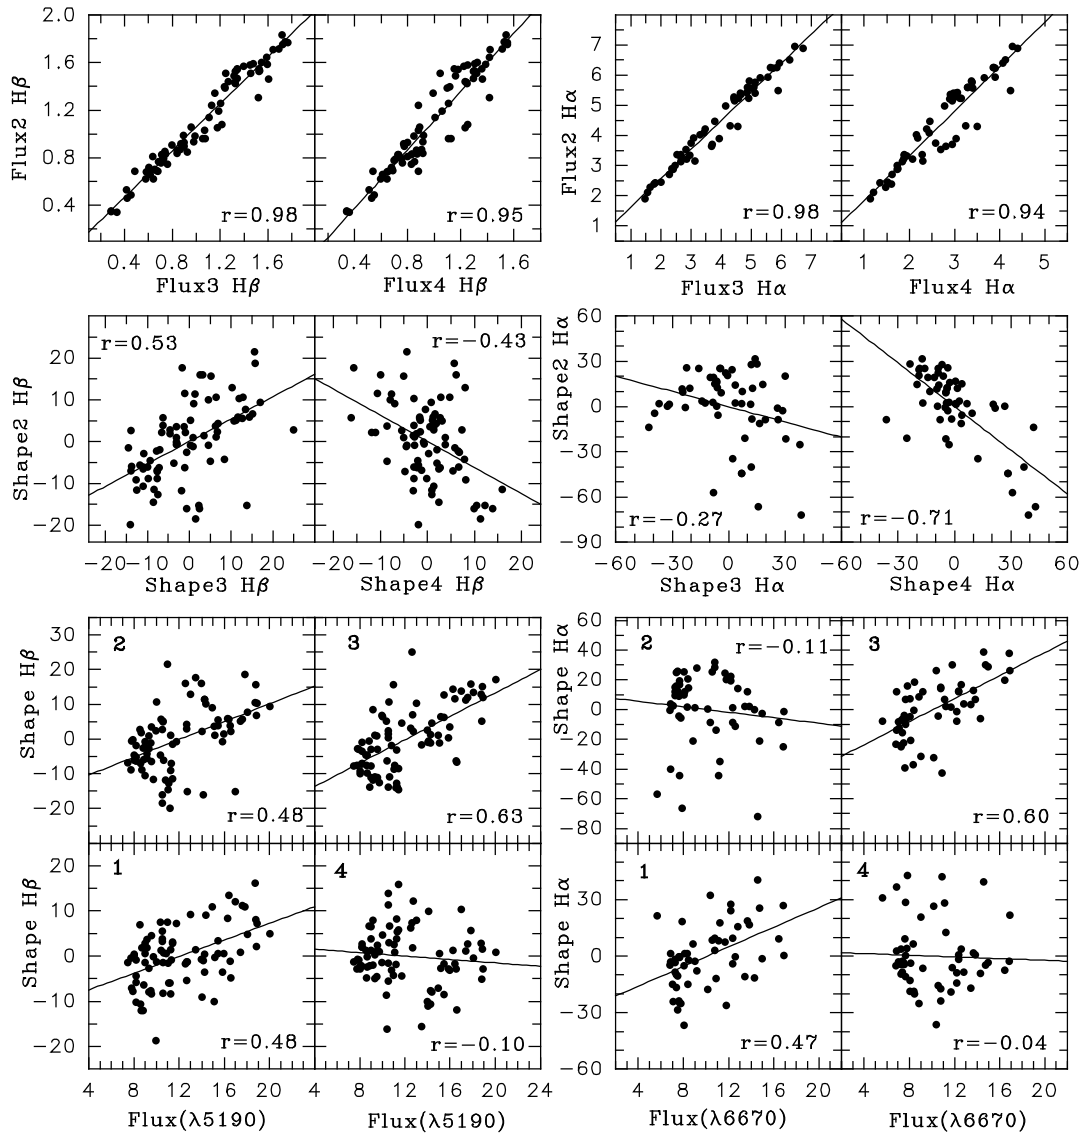 2.0
1.6
1.2
0.8
0.4
Flux2 Hβ
r=0.98
r=0.95
0.4 0.8 1.2 1.6 0.4 0.8 1.2 1.6
Flux3 Hβ Flux4 Hβ
7
6
5
4
3
2
1
Flux2 Hα
r=0.98
r=0.94
1 2 3 4 5 6 7 1 2 3 4 5
Flux3 Hα Flux4 Hα
20
10
0
−10
−20
Shape2 Hβ
r=0.53
r=−0.43
−20 −10 0 10 20 −20 −10 0 10 20
Shape3 Hβ Shape4 Hβ
60
30
0
−30
−60
−90
Shape2 Hα
r=−0.27
r=−0.71
−60 −30 0 30 −60 −30 0 30 60
Shape3 Hα Shape4 Hα
30
20
10
0
−10
−20
Shape Hβ
2
r=0.48
3
r=0.63
60
40
20
0
−20
−40
−60
−80
Shape Hα
2
r=−0.11
3
r=0.60
20
10
0
−10
−20
Shape Hβ
1
r=0.48
4
r=−0.10
4 8 12 16 20 4 8 12 16 20 24
Flux(λ5190) Flux(λ5190)
30
0
−30
−60
Shape Hα
1
r=0.47
4
r=−0.04
4 8 12 16 20 4 8 12 16 20
Flux(λ6670) Flux(λ6670)